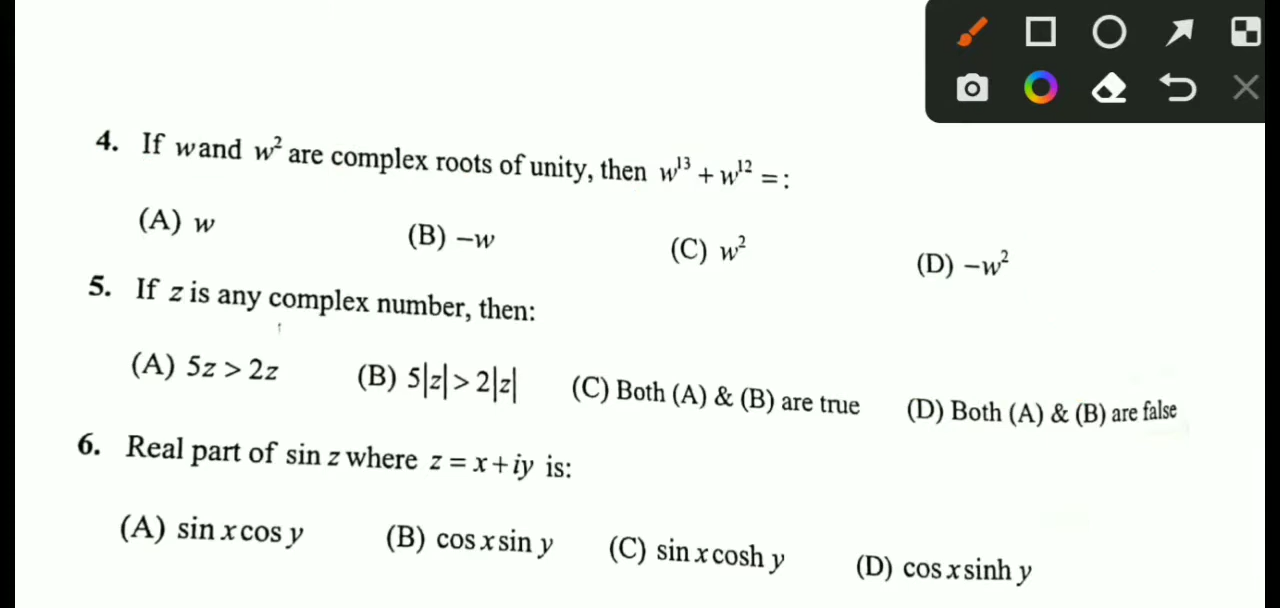 4. If w and w² are complex roots of unity, then w¹³ + w¹² = :
(A) w (B) −w (C) w² (D) −w²
5. If z is any complex number, then:
(A) 5z > 2z (B) 5|z| > 2|z| (C) Both (A) & (B) are true (D) Both (A) & (B) are false
6. Real part of sin z where z = x + iy is:
(A) sin x cos y (B) cos x sin y (C) sin x cosh y (D) cos x sinh y